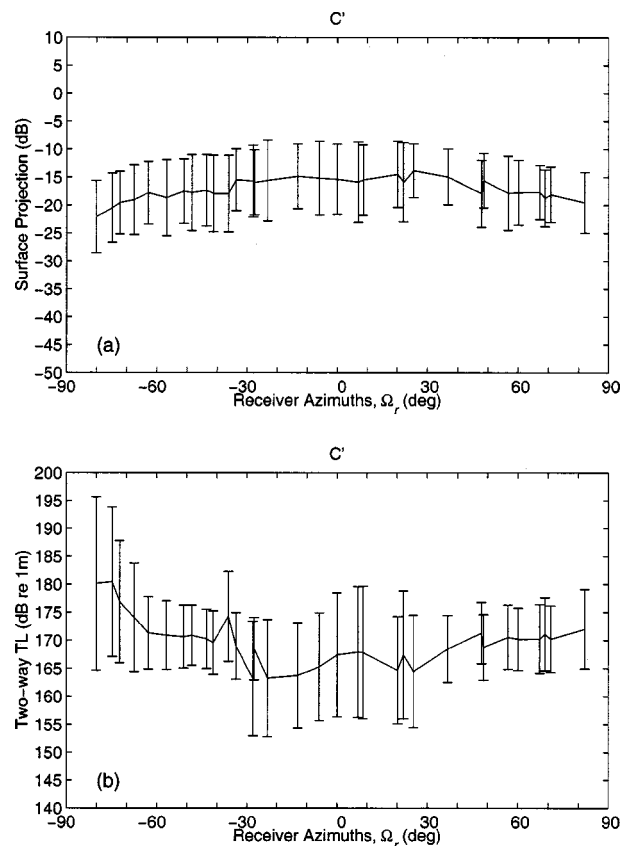 C'
10
5
0
−5
−10
−15
−20
−25
−30
−35
−40
−45
−50
Surface Projection (dB)
(a)
−90 −60 −30 0 30 60 90
Receiver Azimuths, Ωr (deg)
C'
200
195
190
185
180
175
170
165
160
155
150
145
140
Two-way TL (dB re 1m)
(b)
−90 −60 −30 0 30 60 90
Receiver Azimuths, Ωr (deg)